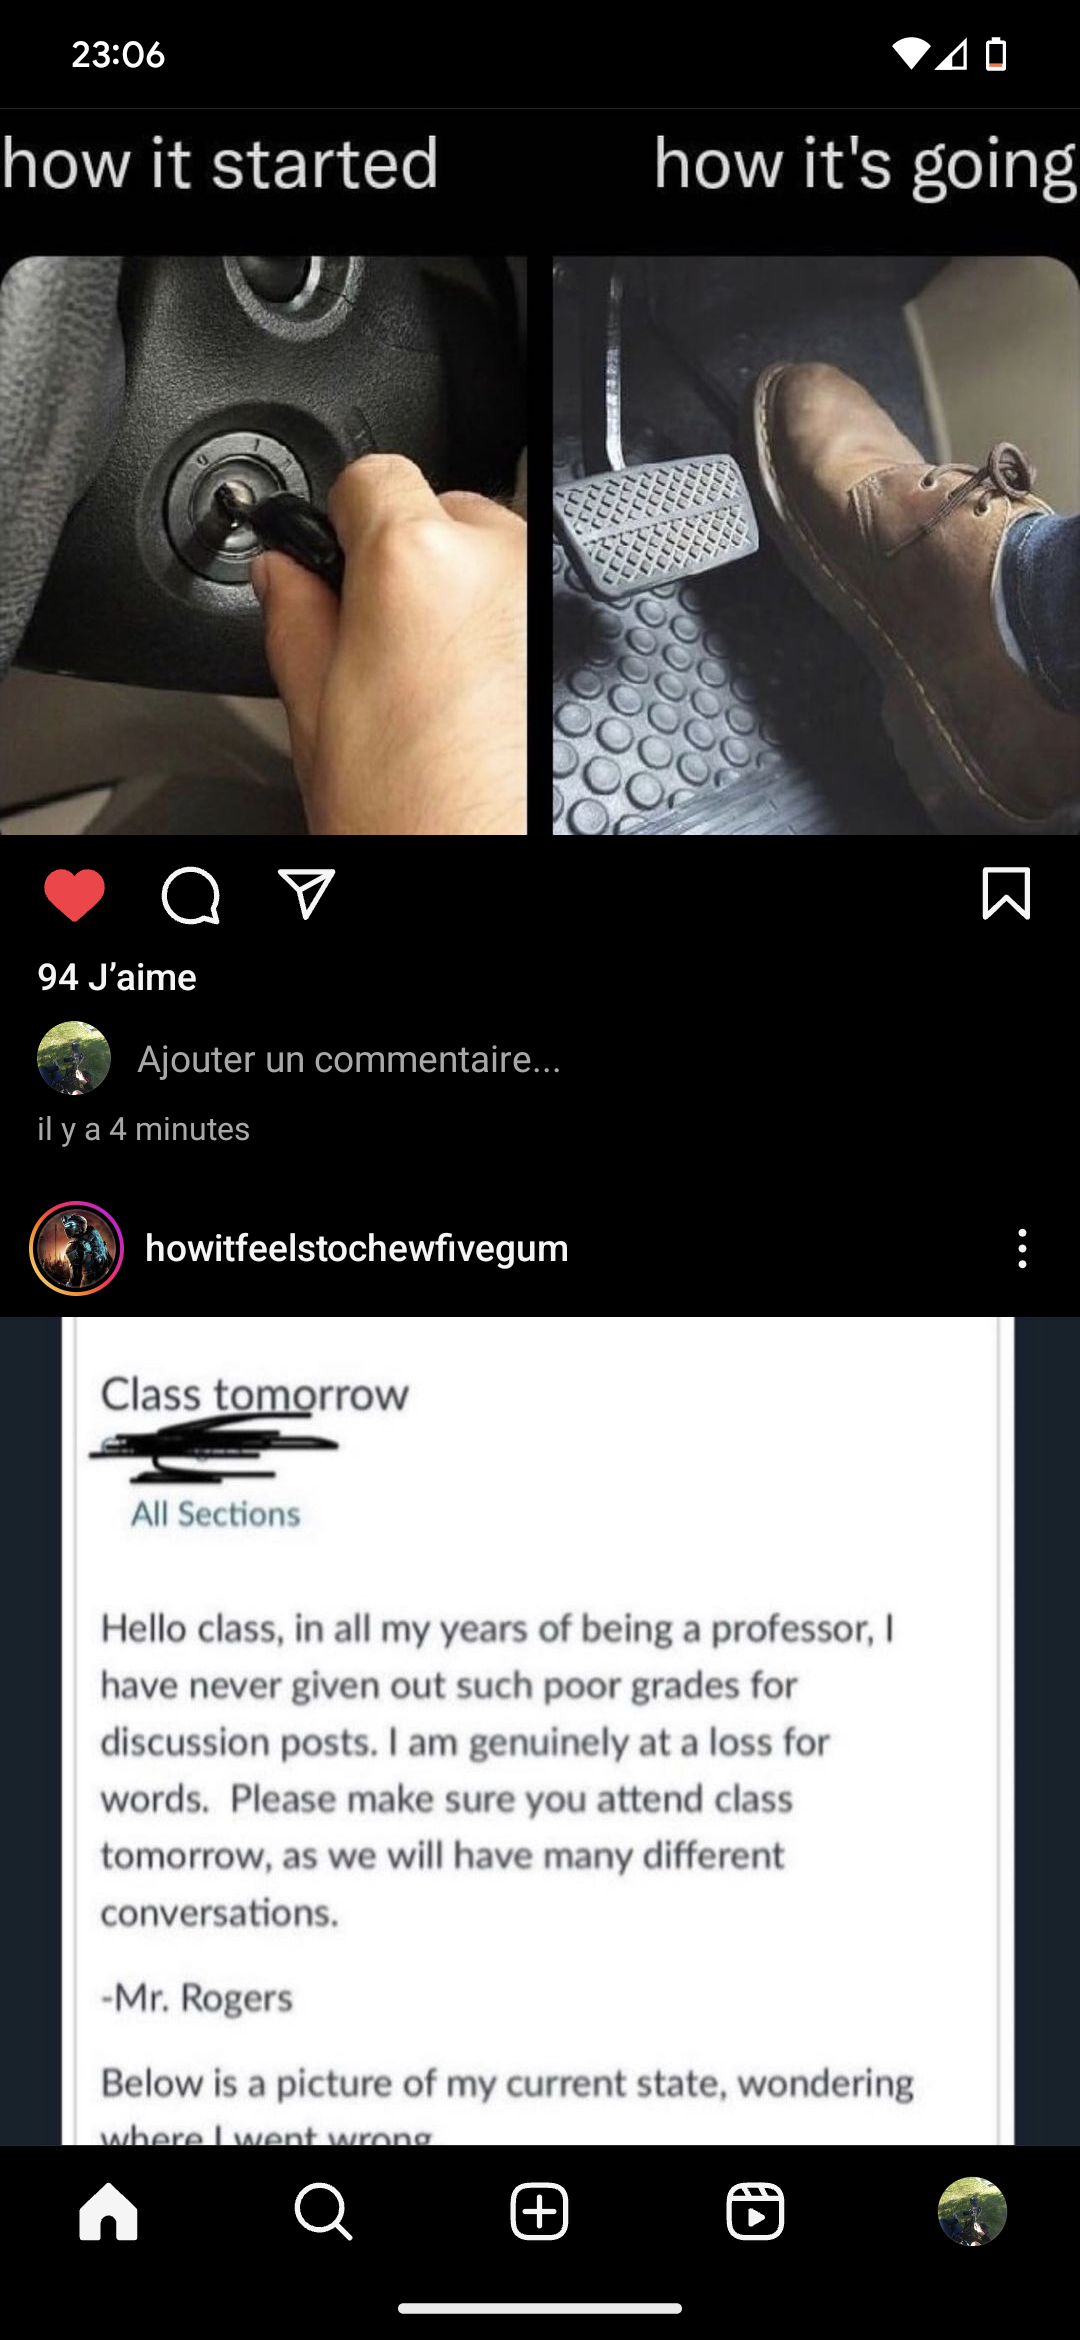 23:06
how it started
how it's going
94 J’aime
Ajouter un commentaire...
il y a 4 minutes
howitfeelstochewfivegum
Class tomorrow
All Sections
Hello class, in all my years of being a professor, I
have never given out such poor grades for
discussion posts. I am genuinely at a loss for
words.  Please make sure you attend class
tomorrow, as we will have many different
conversations.
-Mr. Rogers
Below is a picture of my current state, wondering
where I went wrong